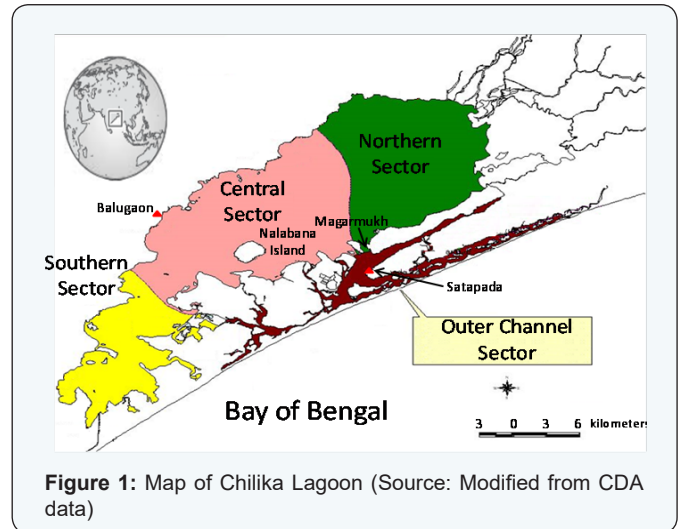 Northern
Sector
Central
Sector
Balugaon
Magarmukh
Nalabana
Island
Southern
Sector
Satapada
Outer Channel
Sector
Bay of Bengal
3 0 3 6 kilometers
Figure 1: Map of Chilika Lagoon (Source: Modified from CDA
data)